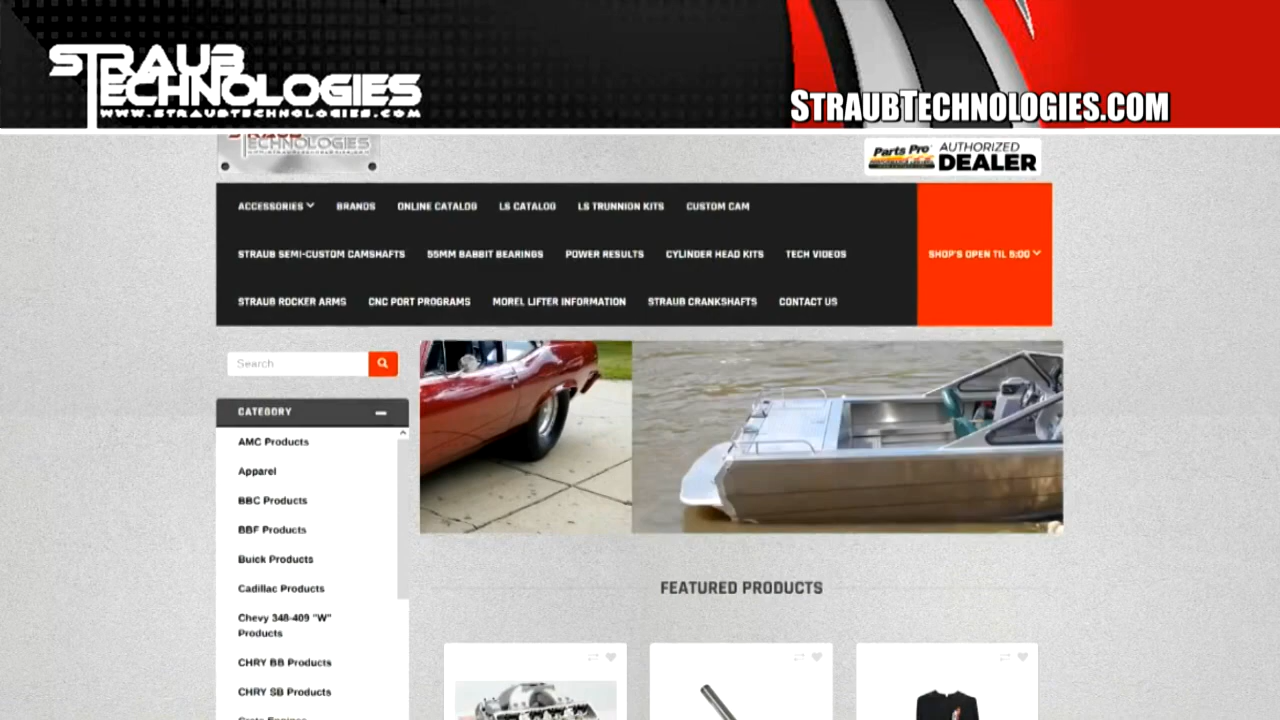 STRAUB
TECHNOLOGIES
WWW.STRAUBTECHNOLOGIES.COM
STRAUBTECHNOLOGIES.COM
TECHNOLOGIES
Parts Pro
AUTHORIZED
DEALER
ACCESSORIES BRANDS ONLINE CATALOG LS CATALOG LS TRUNNION KITS CUSTOM CAM
STRAUB SEMI-CUSTOM CAMSHAFTS 55MM BABBIT BEARINGS POWER RESULTS CYLINDER HEAD KITS TECH VIDEOS
SHOP'S OPEN TIL 5:00
STRAUB ROCKER ARMS CNC PORT PROGRAMS MOREL LIFTER INFORMATION STRAUB CRANKSHAFTS CONTACT US
Search
CATEGORY
AMC Products
Apparel
BBC Products
BBF Products
Buick Products
Cadillac Products
Chevy 348-409 "W"
Products
CHRY BB Products
CHRY SB Products
FEATURED PRODUCTS